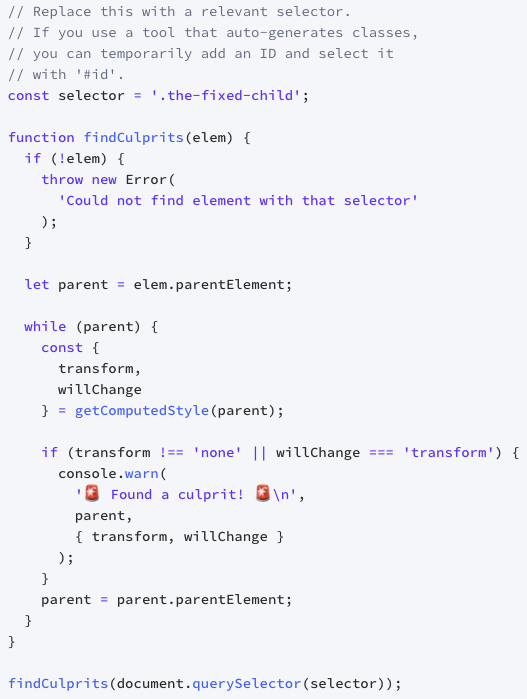 // Replace this with a relevant selector.
// If you use a tool that auto-generates classes,
// you can temporarily add an ID and select it
// with '#id'.
const selector = '.the-fixed-child';

function findCulprits(elem) {
  if (!elem) {
    throw new Error(
      'Could not find element with that selector'
    );
  }

  let parent = elem.parentElement;

  while (parent) {
    const {
      transform,
      willChange
    } = getComputedStyle(parent);

    if (transform !== 'none' || willChange === 'transform') {
      console.warn(
        '🚨 Found a culprit! 🚨\n',
        parent,
        { transform, willChange }
      );
    }
    parent = parent.parentElement;
  }
}

findCulprits(document.querySelector(selector));